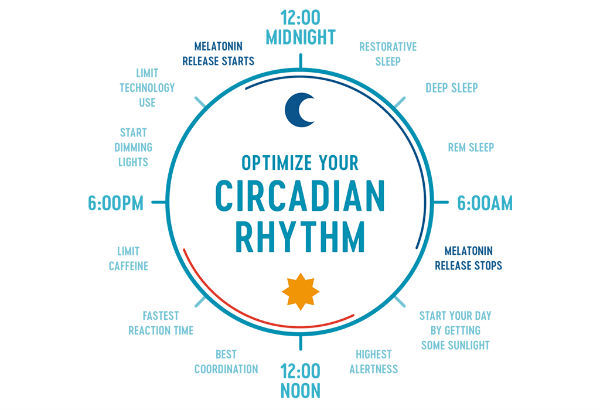 12:00
MIDNIGHT
RESTORATIVE
SLEEP
DEEP SLEEP
REM SLEEP
6:00AM
MELATONIN
RELEASE STOPS
START YOUR DAY
BY GETTING
SOME SUNLIGHT
HIGHEST
ALERTNESS
12:00
NOON
BEST
COORDINATION
FASTEST
REACTION TIME
LIMIT
CAFFEINE
6:00PM
START
DIMMING
LIGHTS
LIMIT
TECHNOLOGY
USE
MELATONIN
RELEASE STARTS
OPTIMIZE YOUR
CIRCADIAN
RHYTHM